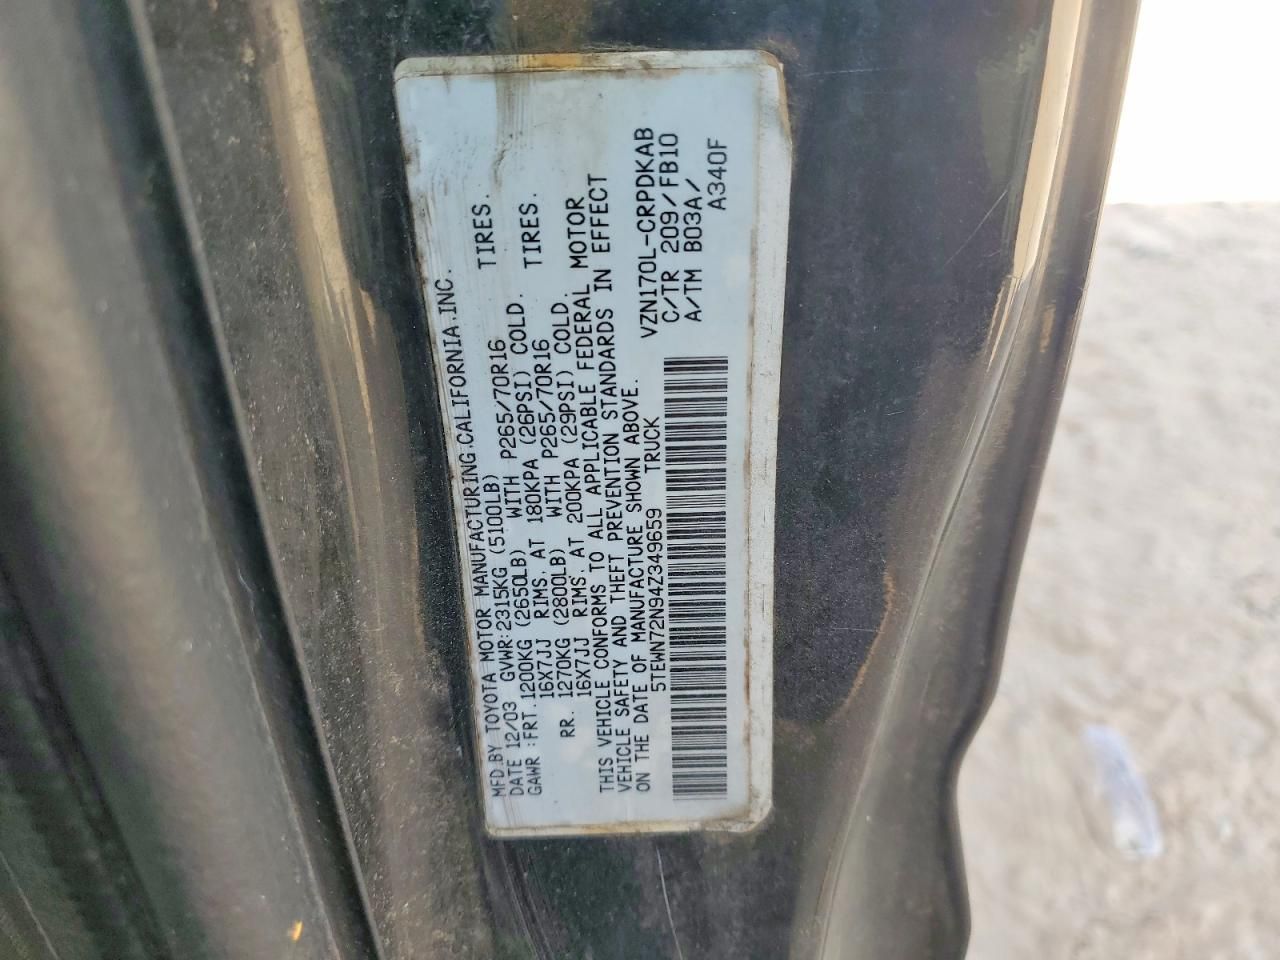 MFD.BY TOYOTA MOTOR MANUFACTURING.CALIFORNIA.INC.
DATE 12/03 GVWR:2315KG (5100LB)
GAWR:FRT.1200KG (2650LB) WITH P265/70R16 TIRES.
16X7JJ RIMS. AT 180KPA (26PSI) COLD.
RR. 1270KG (2800LB) WITH P265/70R16 TIRES.
16X7JJ RIMS. AT 200KPA (29PSI) COLD.
THIS VEHICLE CONFORMS TO ALL APPLICABLE FEDERAL MOTOR
VEHICLE SAFETY AND THEFT PREVENTION STANDARDS IN EFFECT
ON THE DATE OF MANUFACTURE SHOWN ABOVE.
5TEWN72N94Z349659 TRUCK
VZN170L-CRPDKAB
C/TR 209/FB10
A/TM B03A/
A340F